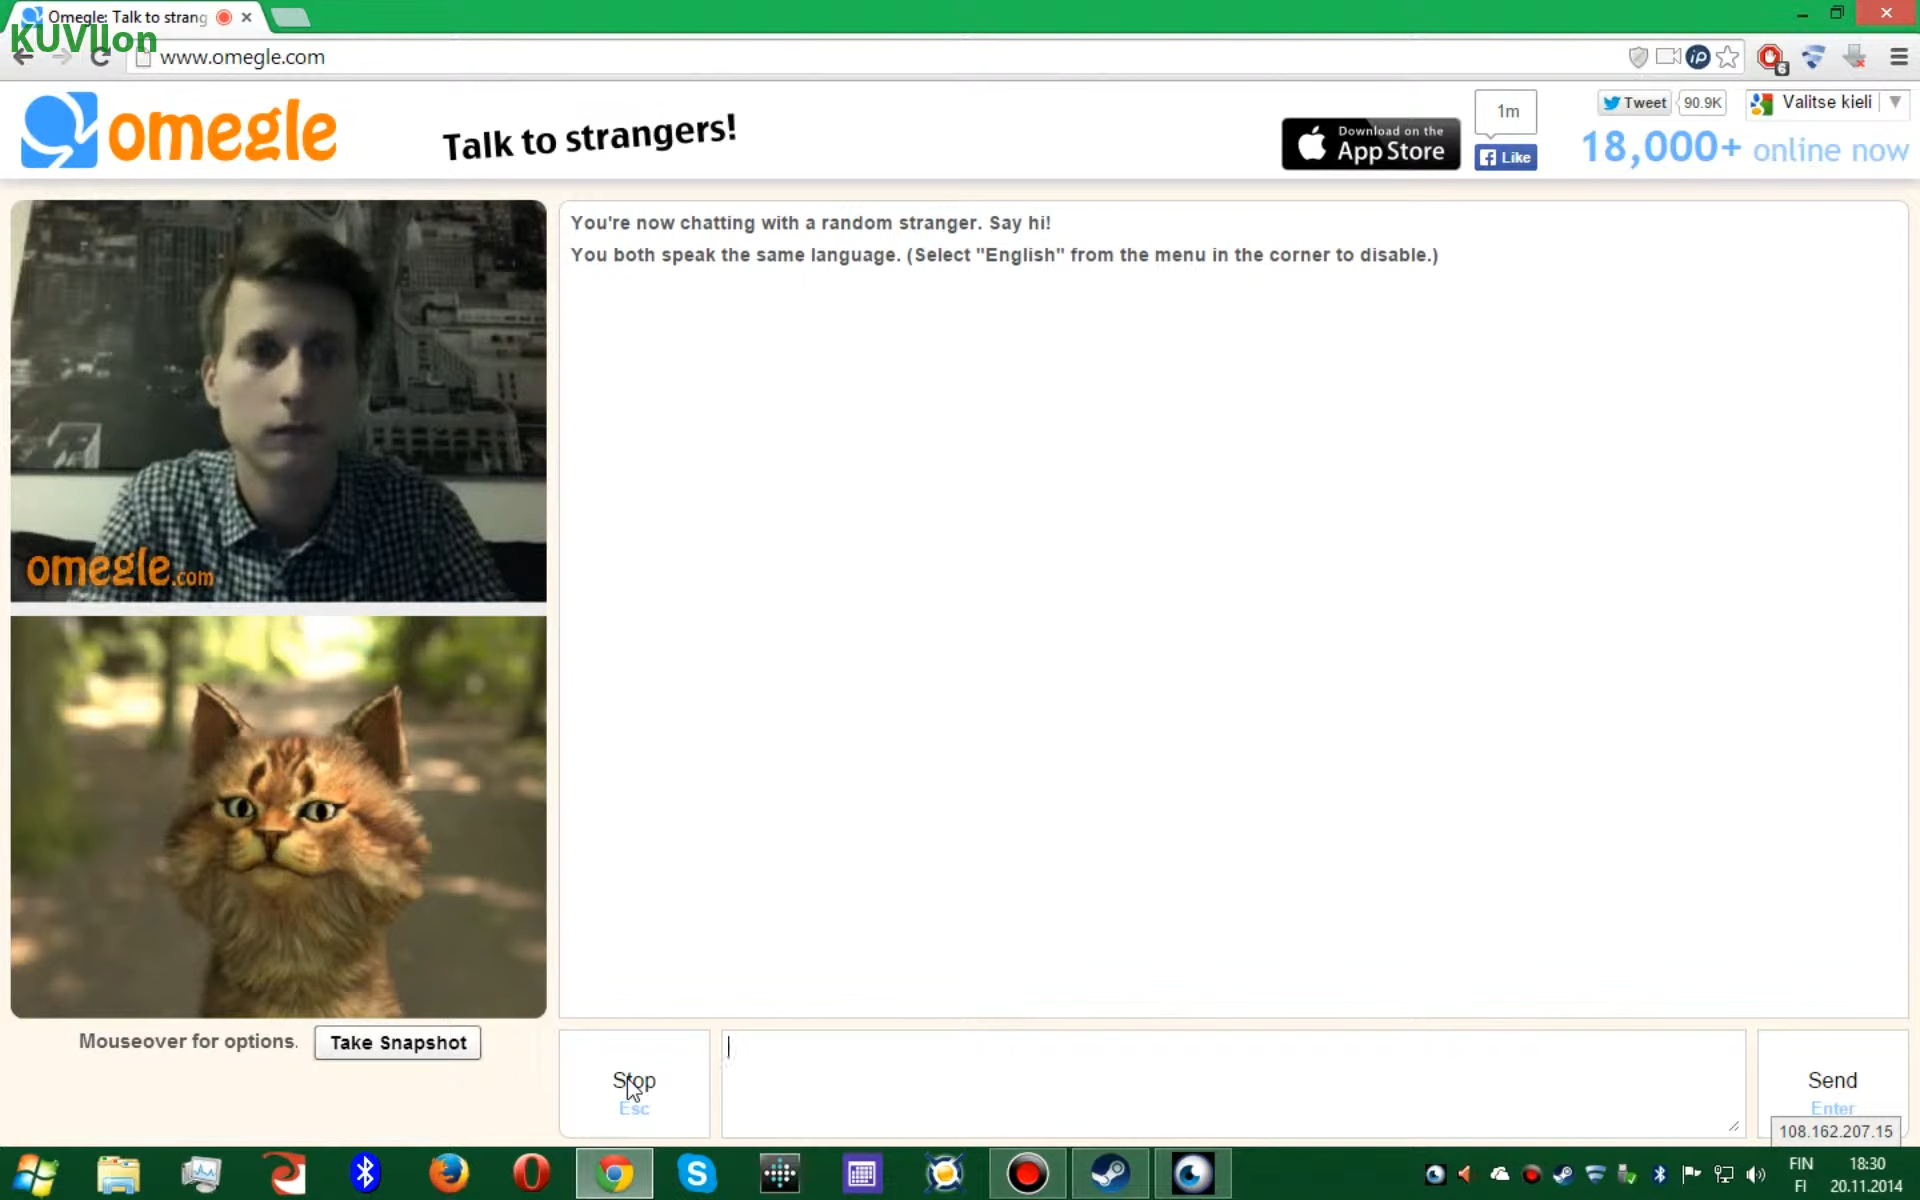 Omegle: Talk to strang
KUVIIon
www.omegle.com
6
omegle
Talk to strangers!
Download on the
App Store
1m
Like
Tweet
90.9K
Valitse kieli
18,000+ online now
You're now chatting with a random stranger. Say hi!
You both speak the same language. (Select "English" from the menu in the corner to disable.)
omegle.com
Mouseover for options.
Take Snapshot
Stop
Esc
Send
Enter
108.162.207.15
FIN
FI
18:30
20.11.2014